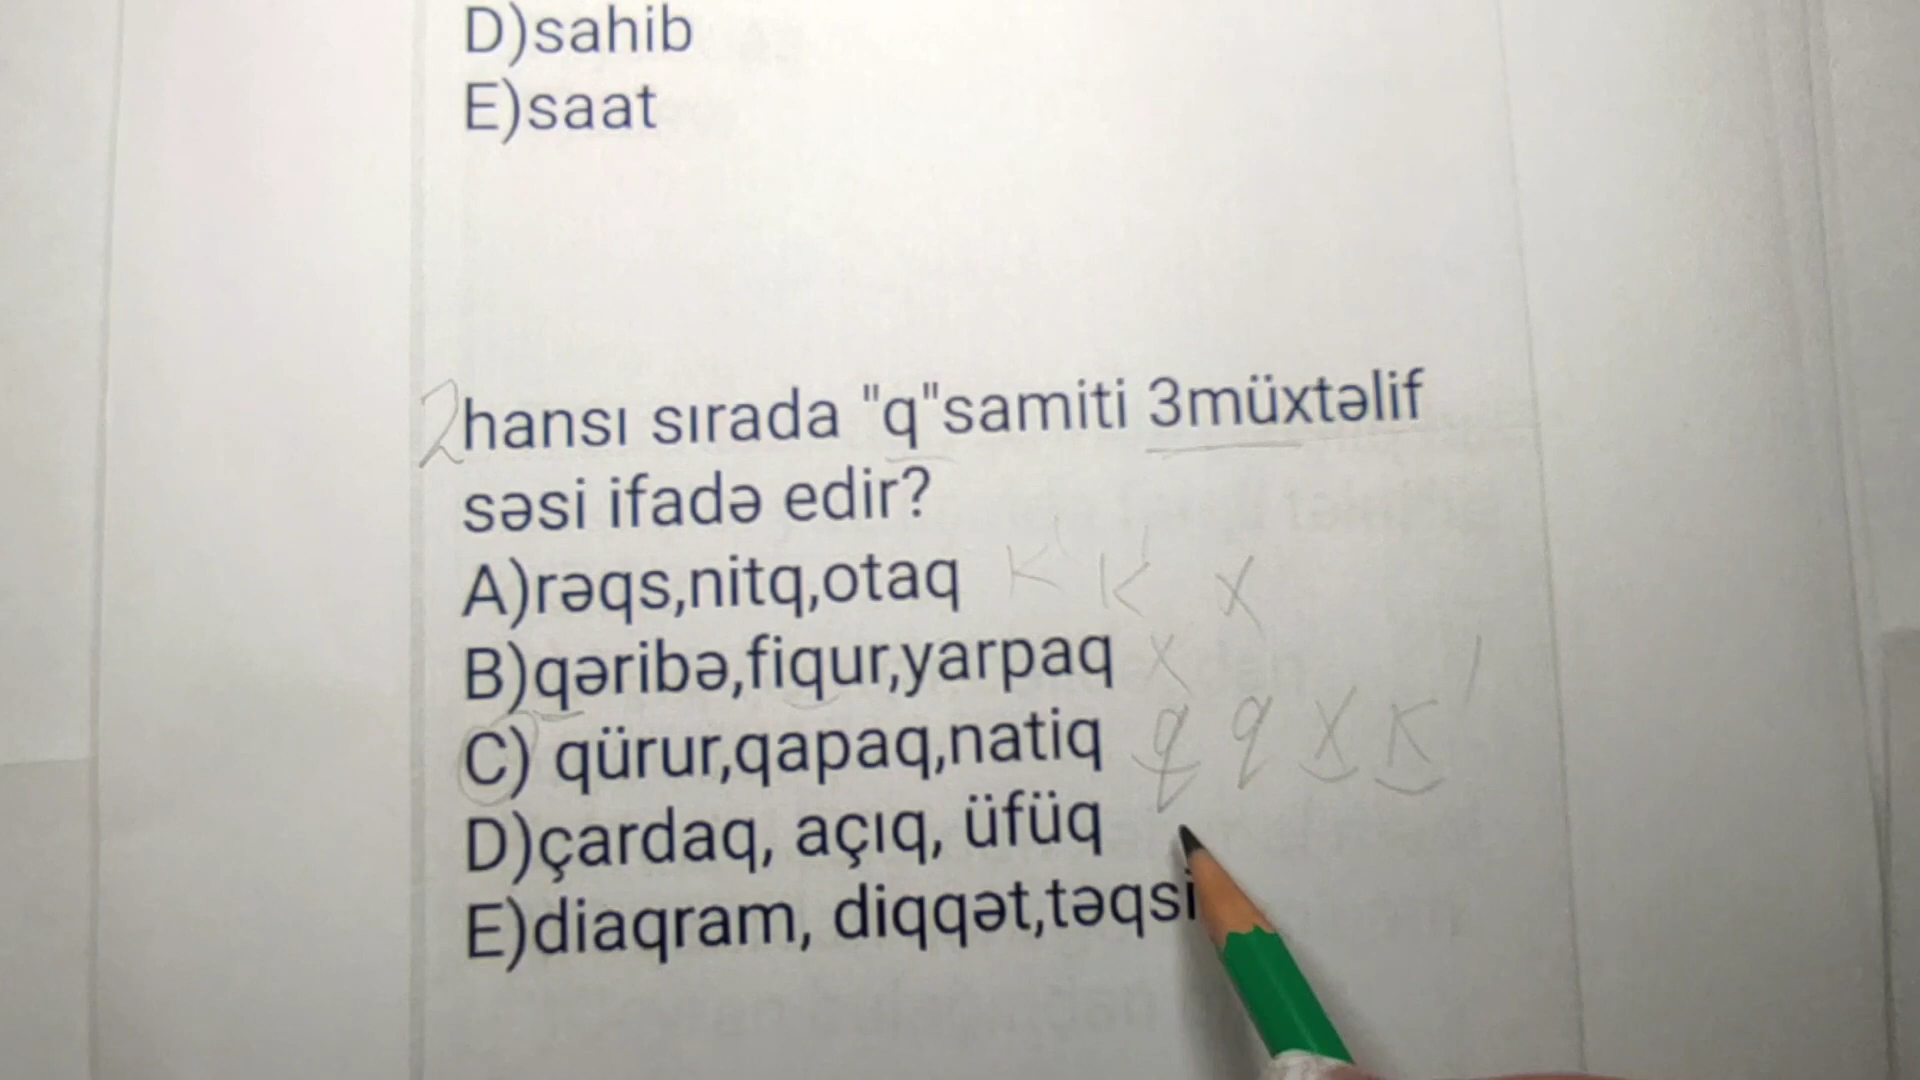 D)sahib
E)saat
2 hansı sırada "q"samiti 3müxtəlif
səsi ifadə edir?
A)rəqs,nitq,otaq K' K' X
B)qəribə,fiqur,yarpaq X
C) qürur,qapaq,natiq q q X K'
D)çardaq, açıq, üfüq
E)diaqram, diqqət,təqsi